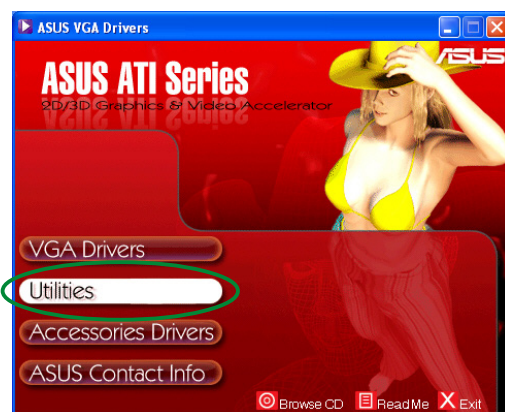 ASUS VGA Drivers
ASUS
ASUS ATI Series
2D/3D Graphics & Video Accelerator
VGA Drivers
Utilities
Accessories Drivers
ASUS Contact Info
Browse CD ReadMe Exit